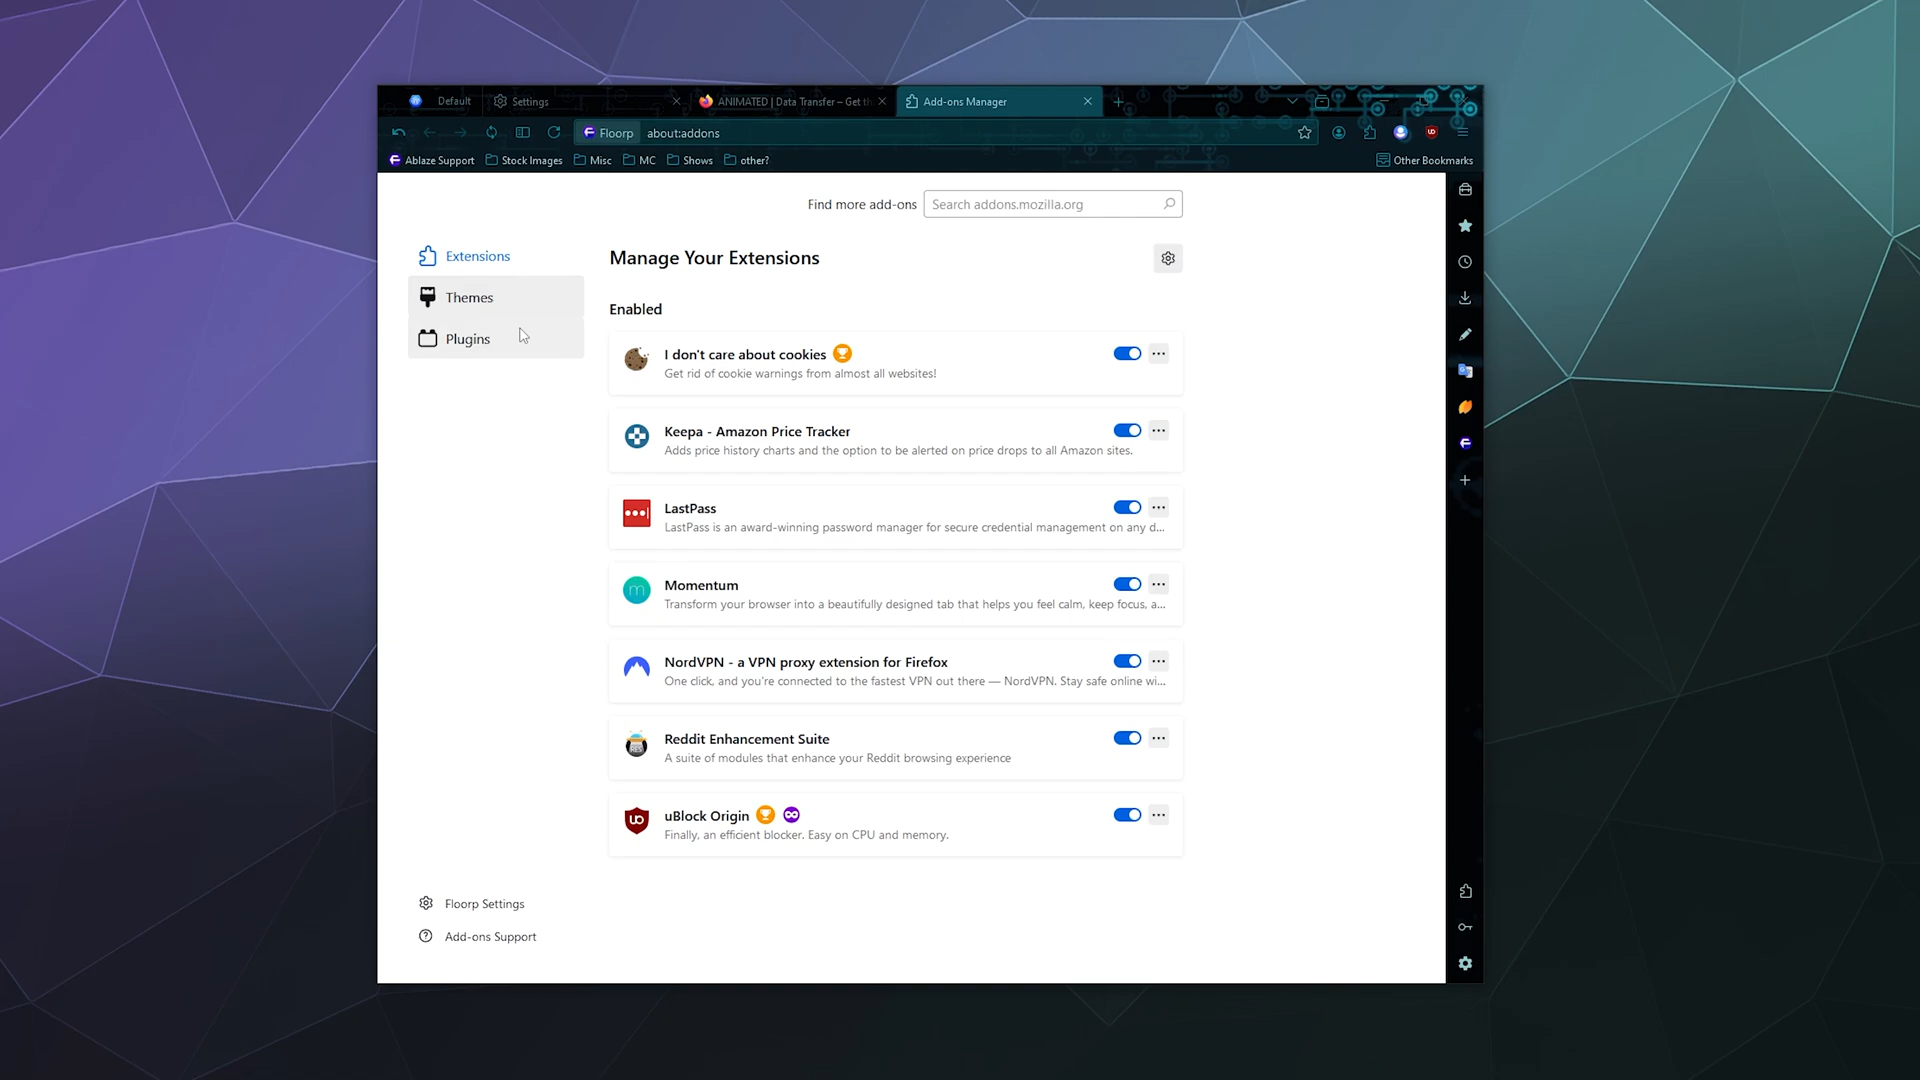 Default
Settings
ANIMATED | Data Transfer – Get th
Add-ons Manager
Floorp
about:addons
Ablaze Support
Stock Images
Misc
MC
Shows
other?
Other Bookmarks
Find more add-ons
Search addons.mozilla.org
Extensions
Themes
Plugins
Manage Your Extensions
Enabled
I don't care about cookies
Get rid of cookie warnings from almost all websites!
Keepa - Amazon Price Tracker
Adds price history charts and the option to be alerted on price drops to all Amazon sites.
LastPass
LastPass is an award-winning password manager for secure credential management on any d...
m
Momentum
Transform your browser into a beautifully designed tab that helps you feel calm, keep focus, a...
NordVPN - a VPN proxy extension for Firefox
One click, and you're connected to the fastest VPN out there — NordVPN. Stay safe online wi...
RES
Reddit Enhancement Suite
A suite of modules that enhance your Reddit browsing experience
uBlock Origin
Finally, an efficient blocker. Easy on CPU and memory.
Floorp Settings
Add-ons Support